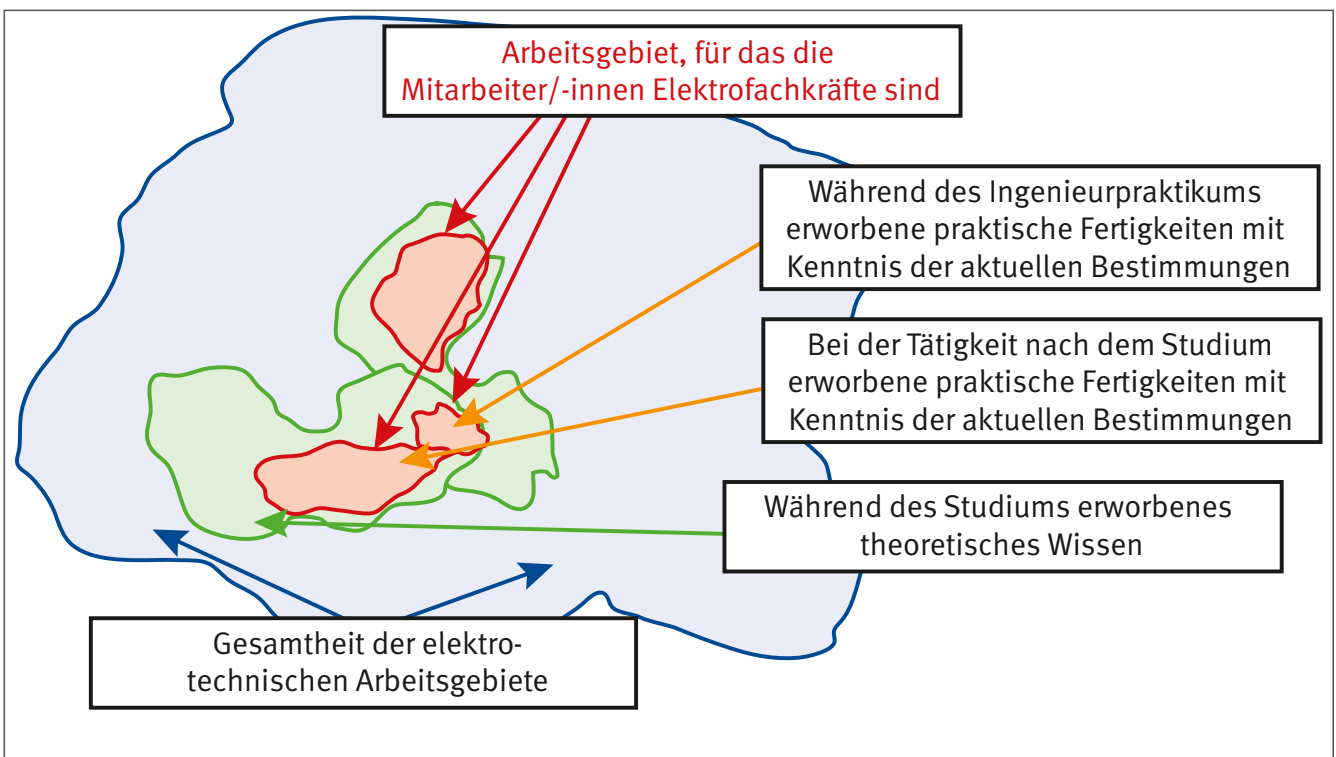 Arbeitsgebiet, für das die
Mitarbeiter/-innen Elektrofachkräfte sind
Während des Ingenieurpraktikums
erworbene praktische Fertigkeiten mit
Kenntnis der aktuellen Bestimmungen
Bei der Tätigkeit nach dem Studium
erworbene praktische Fertigkeiten mit
Kenntnis der aktuellen Bestimmungen
Während des Studiums erworbenes
theoretisches Wissen
Gesamtheit der elektro-
technischen Arbeitsgebiete